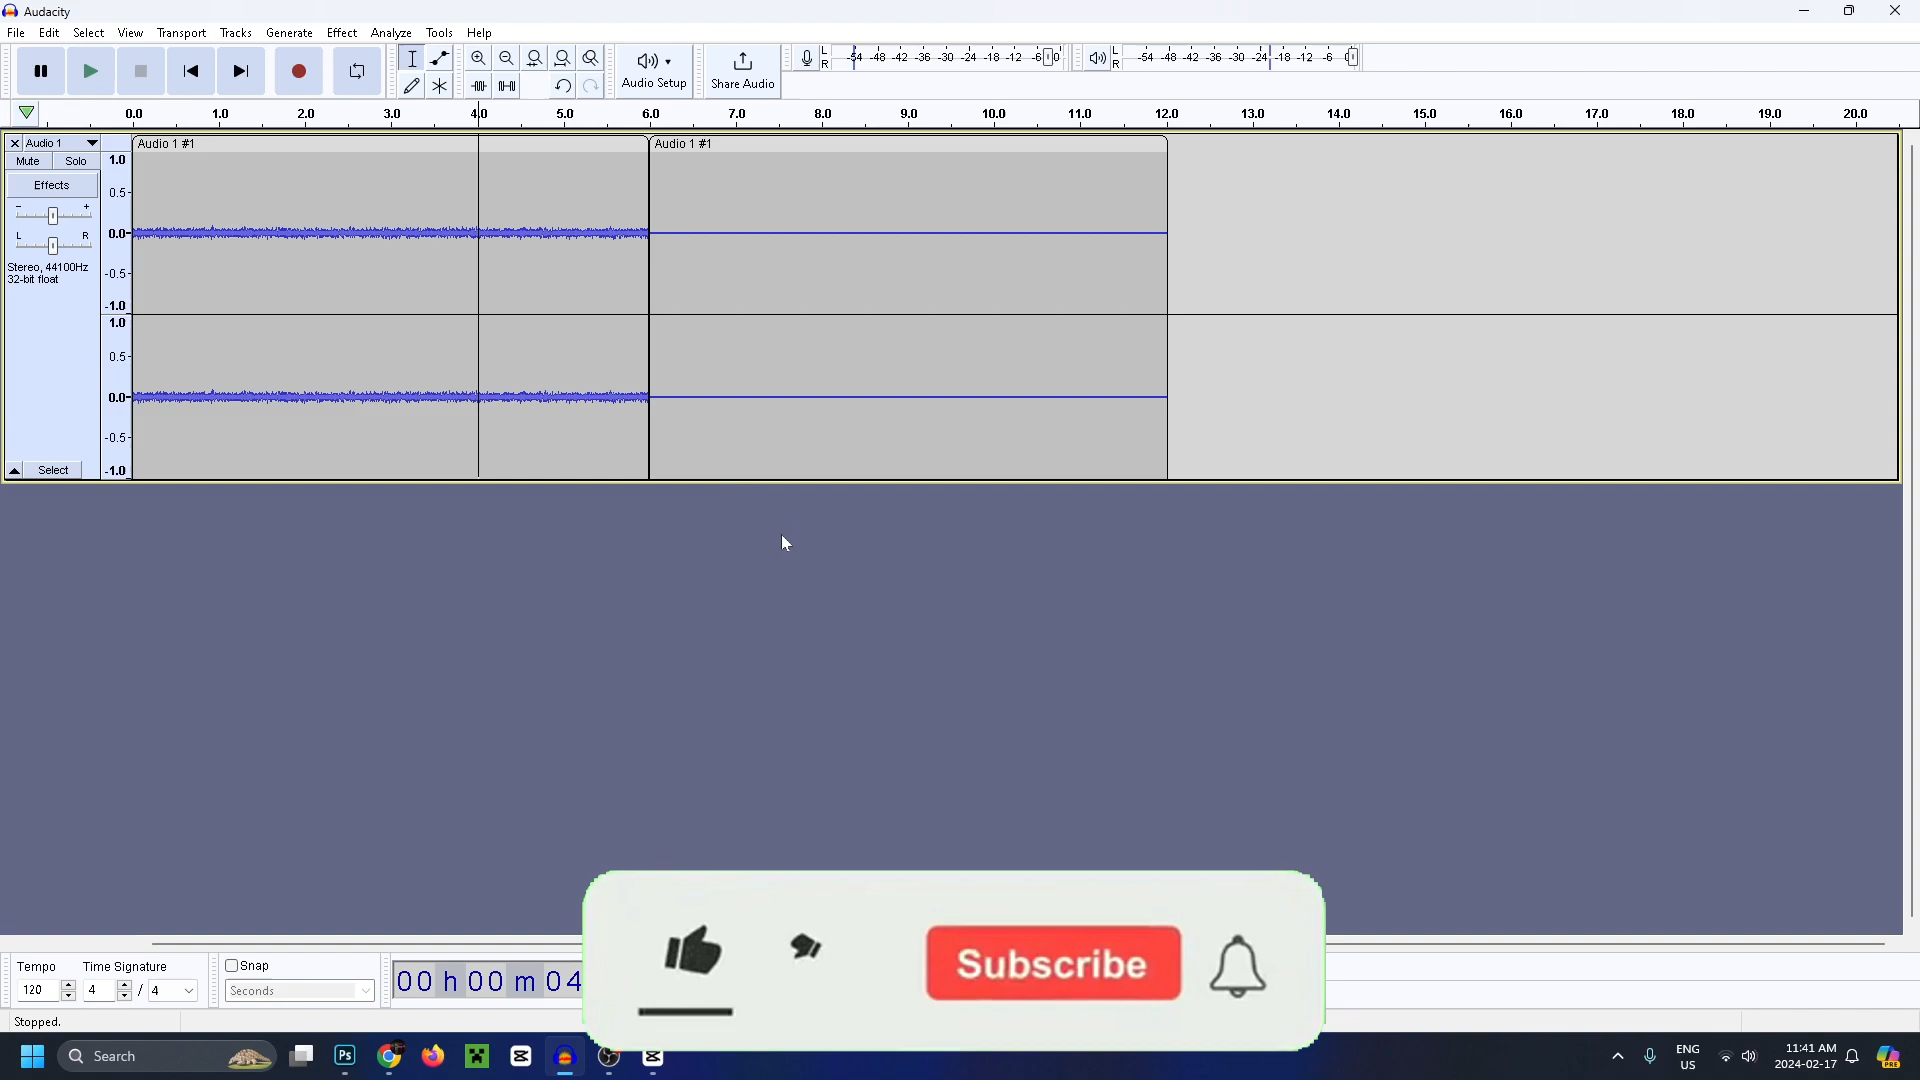 Audacity
File Edit Select View Transport Tracks Generate Effect Analyze Tools Help
L
R
-54 -48 -42 -36 -30 -24 -18 -12 -6 0
L
R
-54 -48 -42 -36 -30 -24 -18 -12 -6 0
Audio Setup
Share Audio
0.0 1.0 2.0 3.0 4.0 5.0 6.0 7.0 8.0 9.0 10.0 11.0 12.0 13.0 14.0 15.0 16.0 17.0 18.0 19.0 20.0
Audio 1
Audio 1 #1
Audio 1 #1
Mute Solo
Effects
- +
L R
Stereo, 44100Hz
32-bit float
Select
1.0
0.5
0.0
-0.5
-1.0
1.0
0.5
0.0
-0.5
-1.0
Tempo
120
Time Signature
4 / 4
Snap
Seconds
00 h 00 m 04
Stopped.
Subscribe
Search
Ps
ENG
US
11:41 AM
2024-02-17
PRE